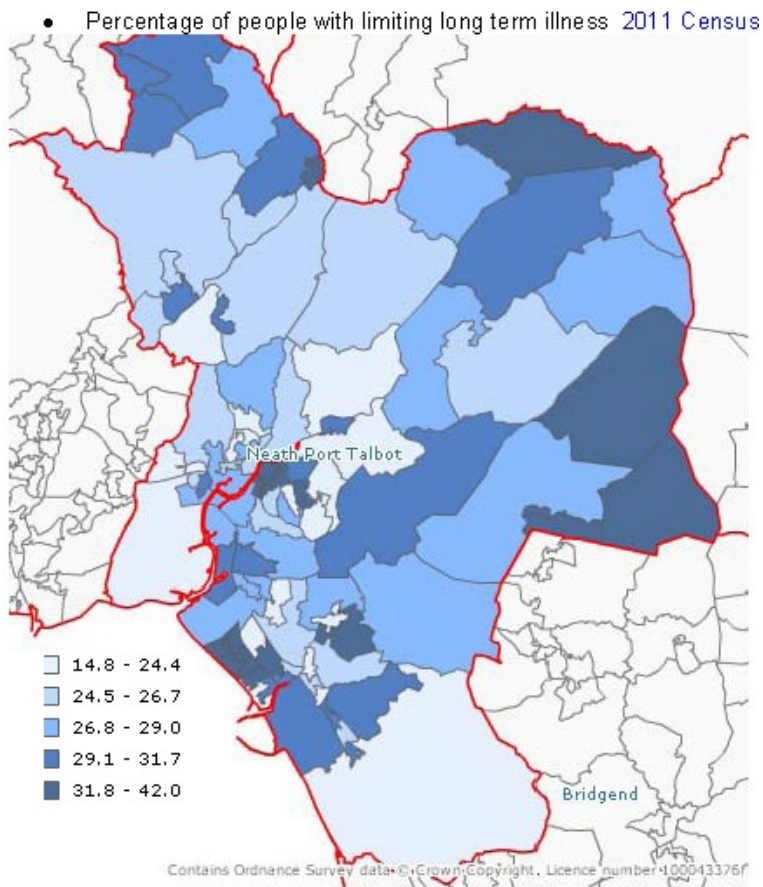 • Percentage of people with limiting long term illness 2011 Census
Neath Port Talbot
14.8 - 24.4
24.5 - 26.7
26.8 - 29.0
29.1 - 31.7
31.8 - 42.0
Bridgend
Contains Ordnance Survey data © Crown Copyright. Licence number 100043376